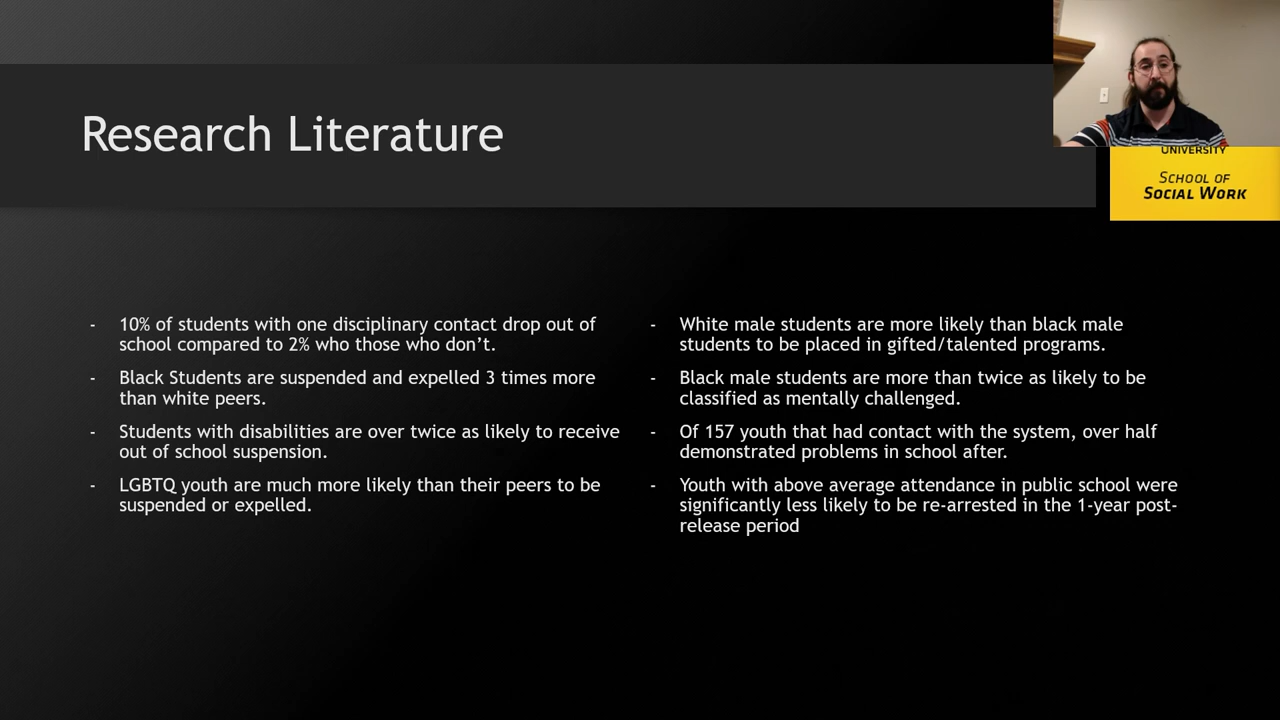 Research Literature
UNIVERSITY
SCHOOL OF
SOCIAL WORK
- 10% of students with one disciplinary contact drop out of
school compared to 2% who those who don’t.
- Black Students are suspended and expelled 3 times more
than white peers.
- Students with disabilities are over twice as likely to receive
out of school suspension.
- LGBTQ youth are much more likely than their peers to be
suspended or expelled.
- White male students are more likely than black male
students to be placed in gifted/talented programs.
- Black male students are more than twice as likely to be
classified as mentally challenged.
- Of 157 youth that had contact with the system, over half
demonstrated problems in school after.
- Youth with above average attendance in public school were
significantly less likely to be re-arrested in the 1-year post-
release period